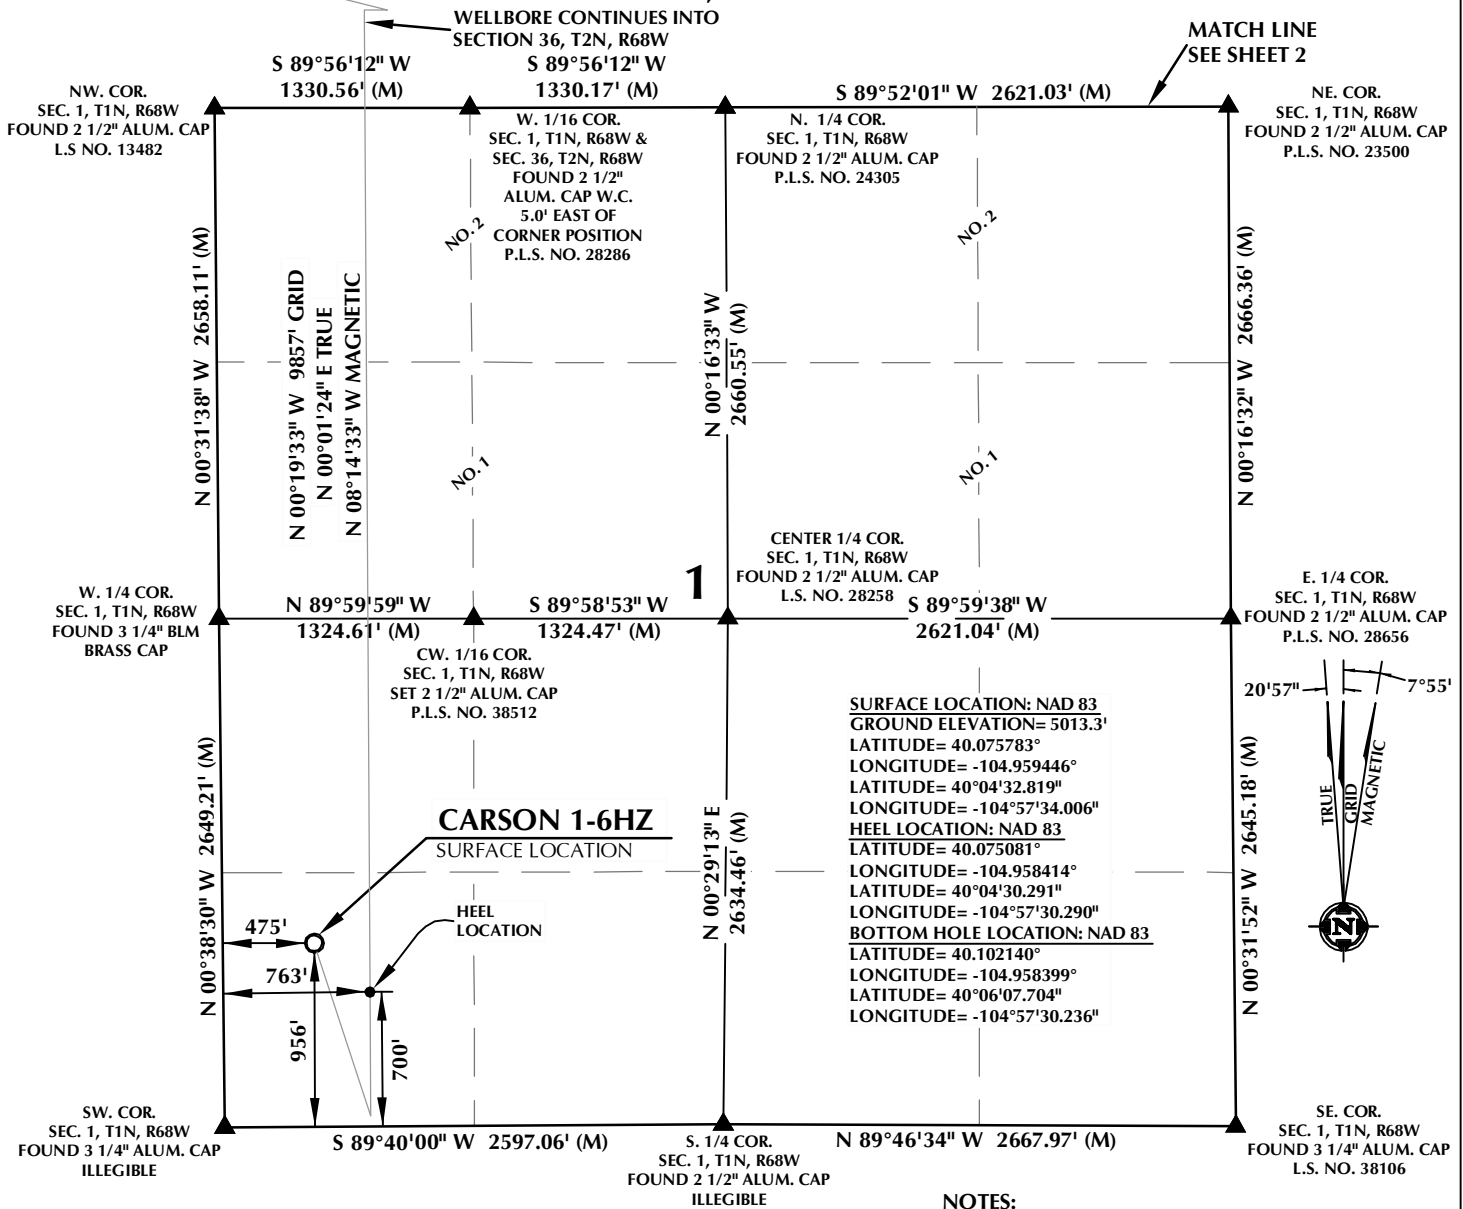 WELLBORE CONTINUES INTO
SECTION 36, T2N, R68W
MATCH LINE
SEE SHEET 2
S 89°56'12" W
1330.56' (M)
S 89°56'12" W
1330.17' (M)
S 89°52'01" W 2621.03' (M)
NW. COR.
SEC. 1, T1N, R68W
FOUND 2 1/2" ALUM. CAP
L.S NO. 13482
W. 1/16 COR.
SEC. 1, T1N, R68W &
SEC. 36, T2N, R68W
FOUND 2 1/2"
ALUM. CAP W.C.
5.0' EAST OF
CORNER POSITION
P.L.S. NO. 28286
N. 1/4 COR.
SEC. 1, T1N, R68W
FOUND 2 1/2" ALUM. CAP
P.L.S. NO. 24305
NE. COR.
SEC. 1, T1N, R68W
FOUND 2 1/2" ALUM. CAP
P.L.S. NO. 23500
N 00°31'38" W 2658.11' (M)
N 00°19'33" W 9857' GRID
N 00°01'24" E TRUE
N 08°14'33" W MAGNETIC
NO. 2
NO. 1
N 00°16'33" W
2660.55' (M)
NO. 2
NO. 1
N 00°16'32" W 2666.36' (M)
W. 1/4 COR.
SEC. 1, T1N, R68W
FOUND 3 1/4" BLM
BRASS CAP
N 89°59'59" W
1324.61' (M)
S 89°58'53" W
1324.47' (M)
1
CENTER 1/4 COR.
SEC. 1, T1N, R68W
FOUND 2 1/2" ALUM. CAP
L.S. NO. 28258
S 89°59'38" W
2621.04' (M)
E. 1/4 COR.
SEC. 1, T1N, R68W
FOUND 2 1/2" ALUM. CAP
P.L.S. NO. 28656
CW. 1/16 COR.
SEC. 1, T1N, R68W
SET 2 1/2" ALUM. CAP
P.L.S. NO. 38512
20'57"
7°55'
TRUE
GRID
MAGNETIC
N
SURFACE LOCATION: NAD 83
GROUND ELEVATION= 5013.3'
LATITUDE= 40.075783°
LONGITUDE= -104.959446°
LATITUDE= 40°04'32.819"
LONGITUDE= -104°57'34.006"
HEEL LOCATION: NAD 83
LATITUDE= 40.075081°
LONGITUDE= -104.958414°
LATITUDE= 40°04'30.291"
LONGITUDE= -104°57'30.290"
BOTTOM HOLE LOCATION: NAD 83
LATITUDE= 40.102140°
LONGITUDE= -104.958399°
LATITUDE= 40°06'07.704"
LONGITUDE= -104°57'30.236"
N 00°38'30" W 2649.21' (M)
CARSON 1-6HZ
SURFACE LOCATION
475'
HEEL
LOCATION
763'
956'
700'
N 00°29'13" E
2634.46' (M)
N 00°31'52" W 2645.18' (M)
SW. COR.
SEC. 1, T1N, R68W
FOUND 3 1/4" ALUM. CAP
ILLEGIBLE
S 89°40'00" W 2597.06' (M)
S. 1/4 COR.
SEC. 1, T1N, R68W
FOUND 2 1/2" ALUM. CAP
ILLEGIBLE
N 89°46'34" W 2667.97' (M)
SE. COR.
SEC. 1, T1N, R68W
FOUND 3 1/4" ALUM. CAP
L.S. NO. 38106
NOTES: